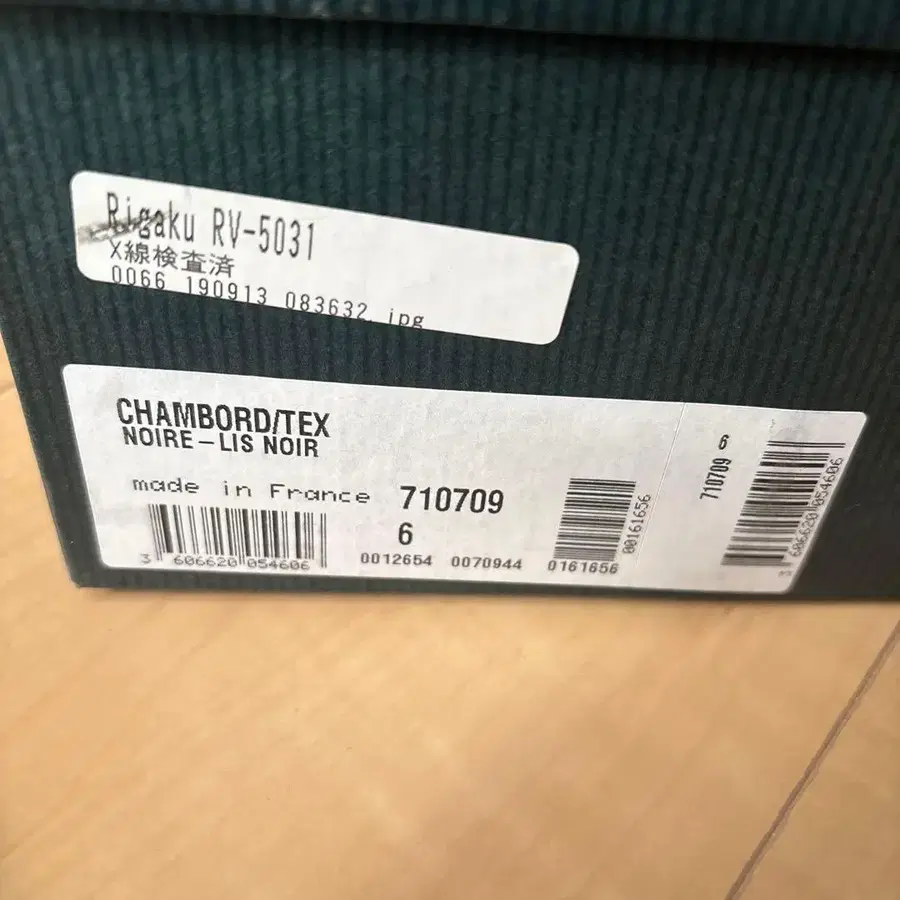 Rigaku RV-5031
X線検査済
0066 190913 083632.jpg
CHAMBORD/TEX
NOIRE-LIS NOIR
made in France 710709
6
3 606620 054606
0012654 0070944 0161656
00161656
710709 6
3 606620 054606